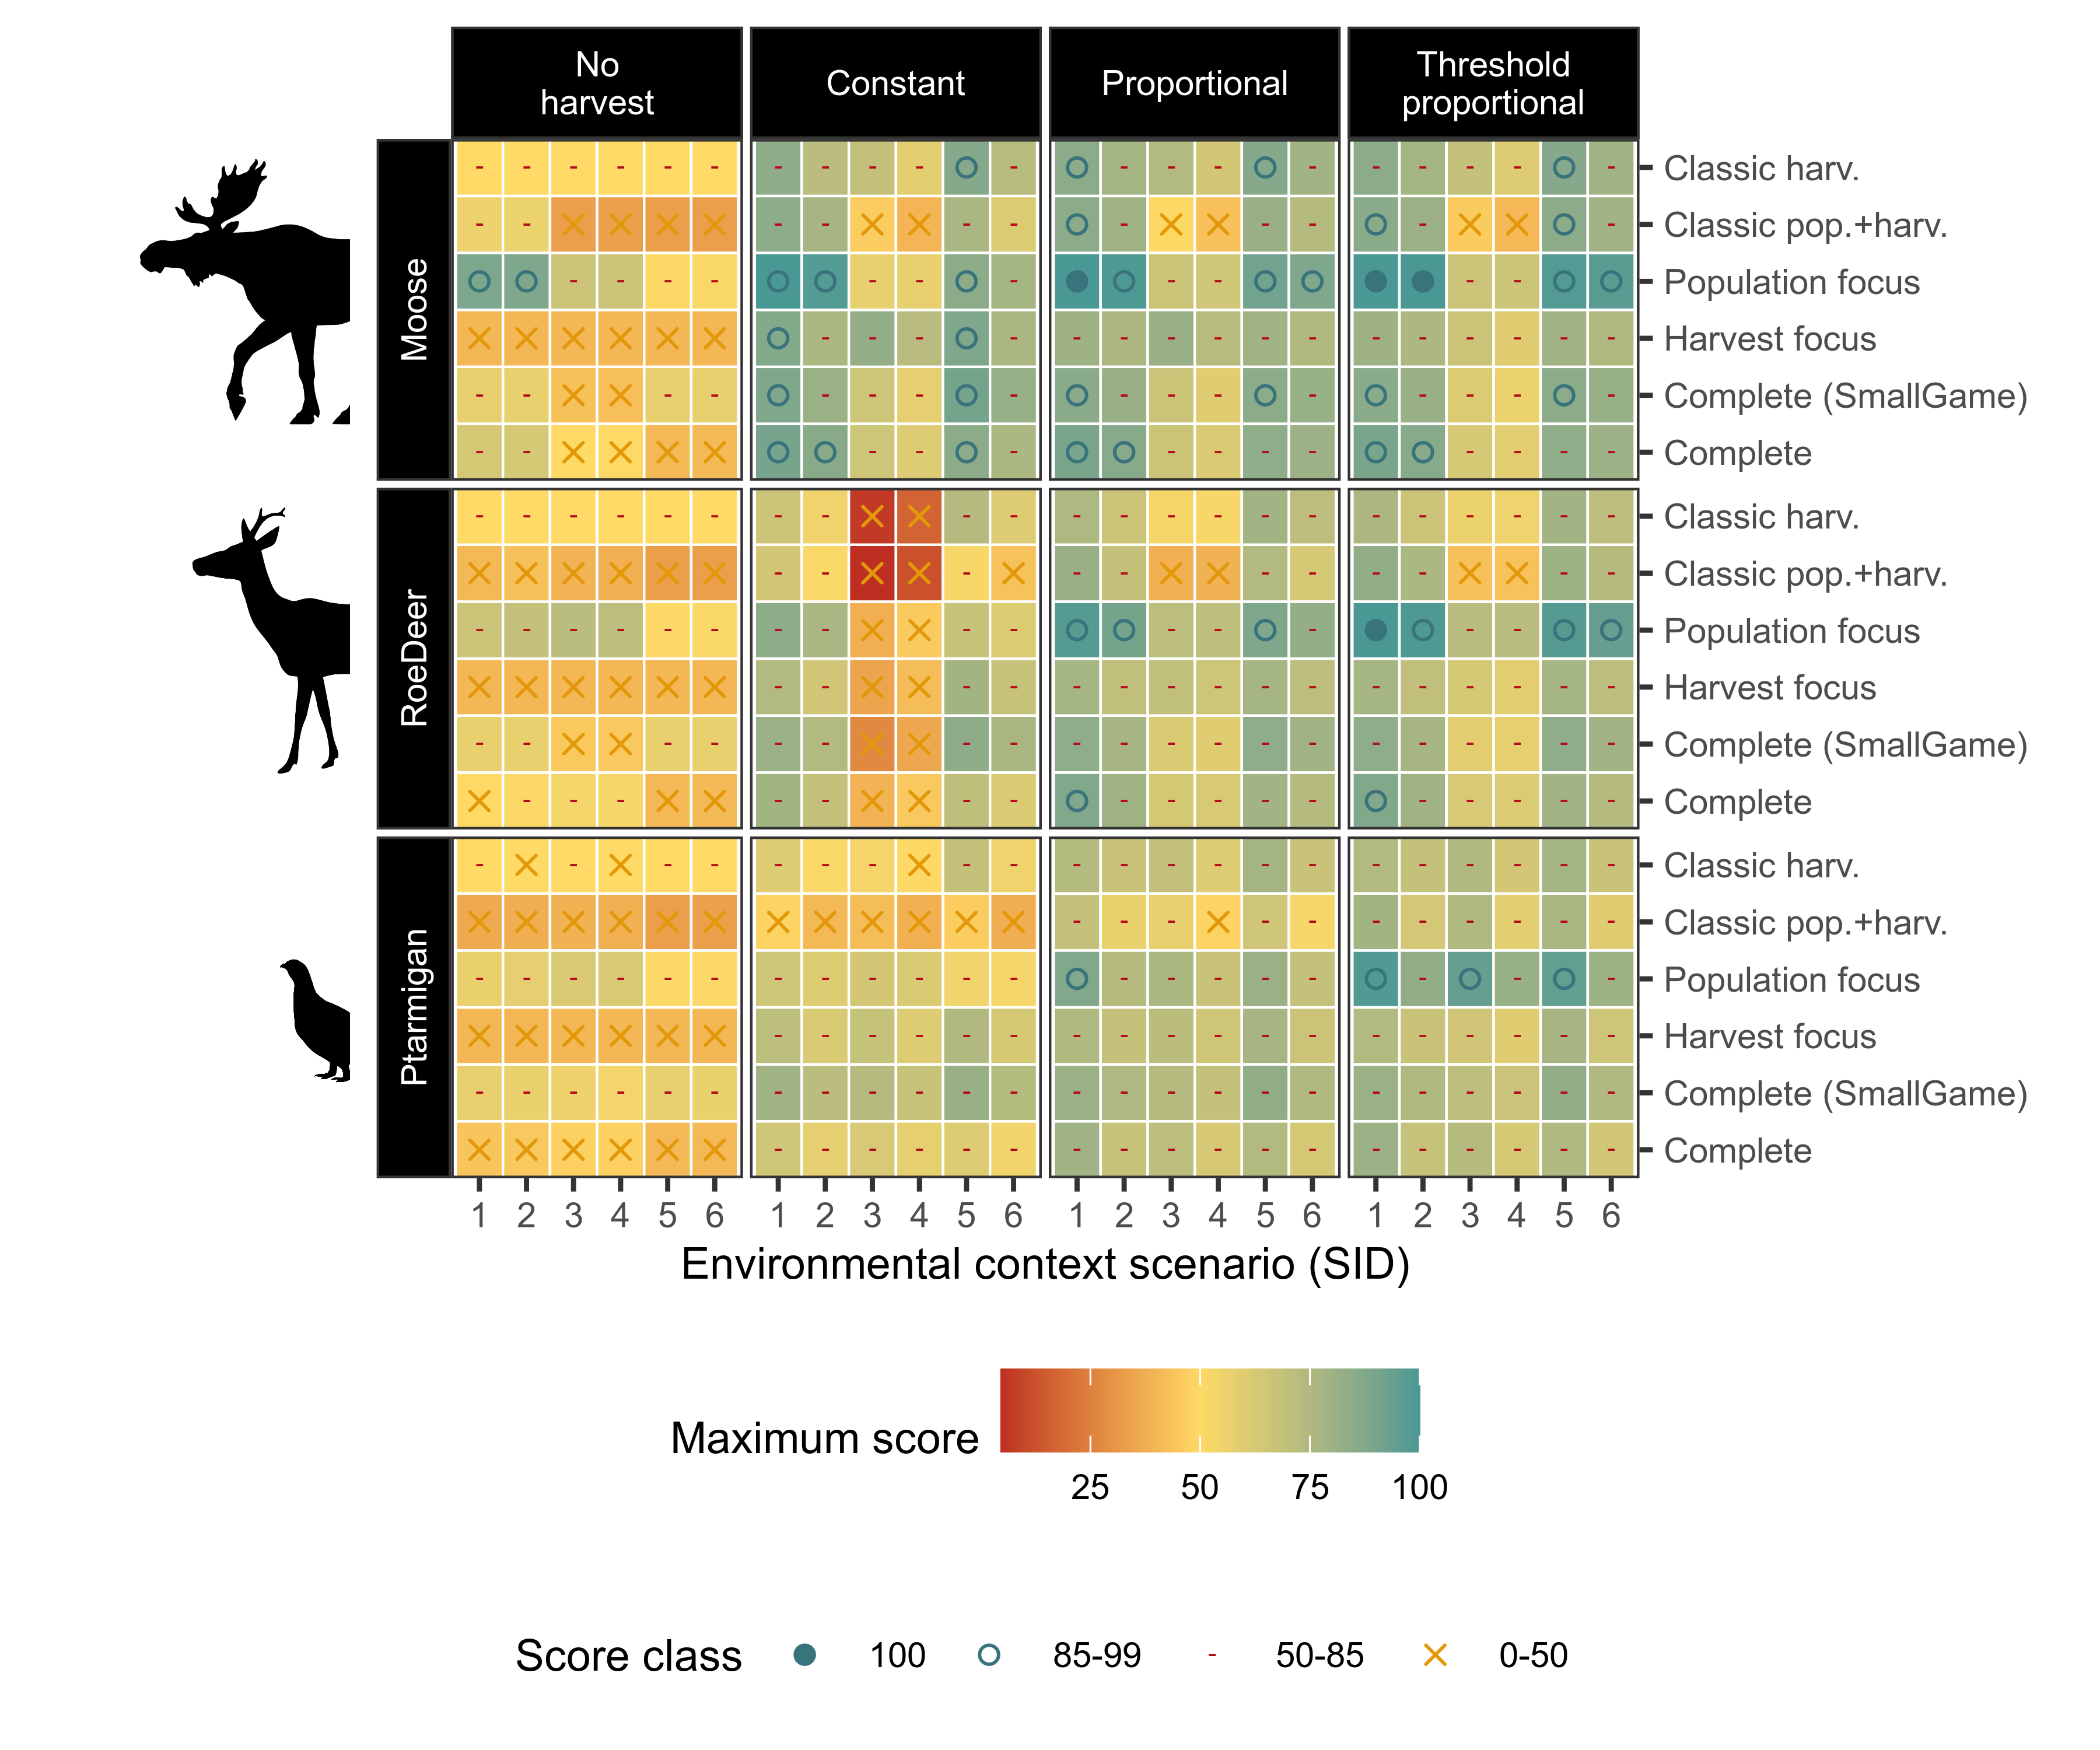 No
harvest
Constant
Proportional
Threshold
proportional
Moose
Classic harv.
Classic pop.+harv.
Population focus
Harvest focus
Complete (SmallGame)
Complete
RoeDeer
Classic harv.
Classic pop.+harv.
Population focus
Harvest focus
Complete (SmallGame)
Complete
Ptarmigan
Classic harv.
Classic pop.+harv.
Population focus
Harvest focus
Complete (SmallGame)
Complete
1 2 3 4 5 6 1 2 3 4 5 6 1 2 3 4 5 6 1 2 3 4 5 6
Environmental context scenario (SID)
Maximum score
25 50 75 100
Score class 100 85-99 50-85 0-50